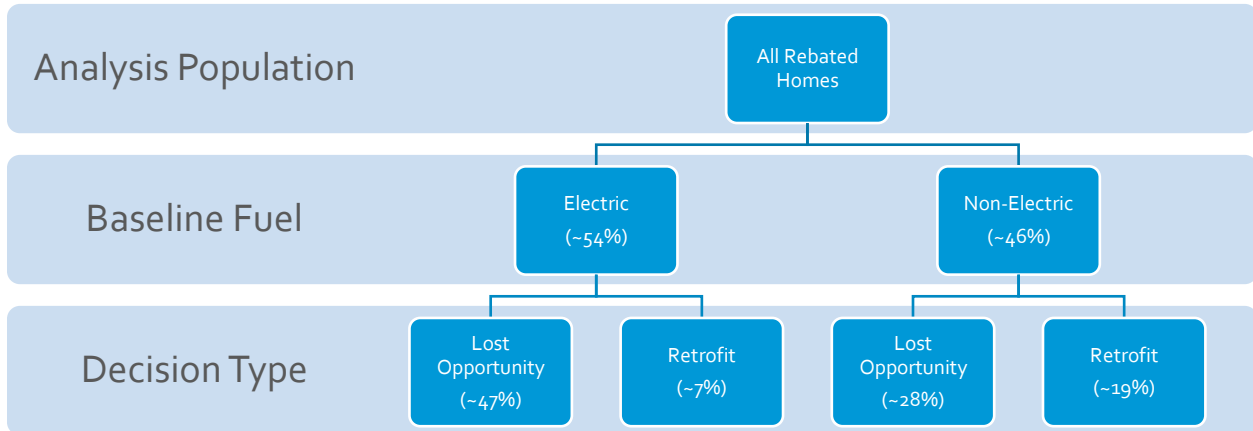 Analysis Population
All Rebated
Homes
Baseline Fuel
Electric
(~54%)
Non-Electric
(~46%)
Decision Type
Lost
Opportunity
(~47%)
Retrofit
(~7%)
Lost
Opportunity
(~28%)
Retrofit
(~19%)